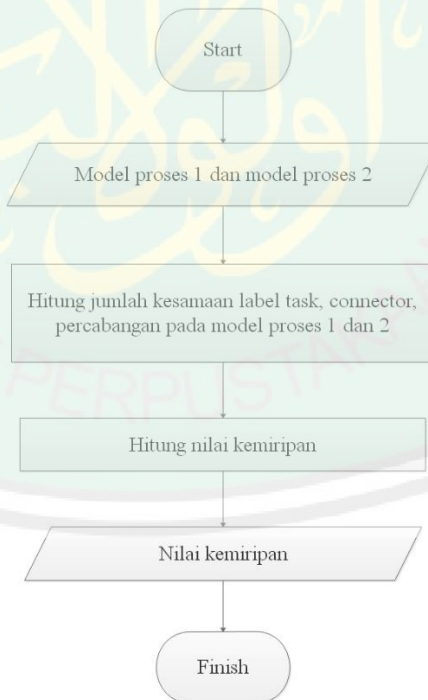 Start
Model proses 1 dan model proses 2
Hitung jumlah kesamaan label task, connector,
percabangan pada model proses 1 dan 2
PERPUSTAKAAN
Hitung nilai kemiripan
Nilai kemiripan
Finish